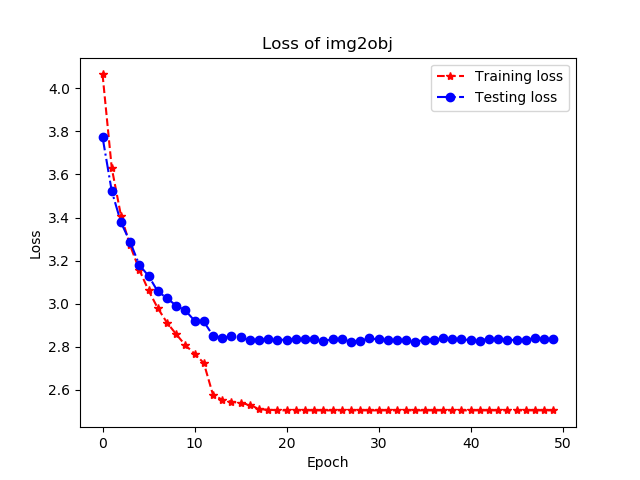 Loss of img2obj
Training loss
Testing loss
4.0
3.8
3.6
3.4
3.2
3.0
2.8
2.6
Loss
0 10 20 30 40 50
Epoch